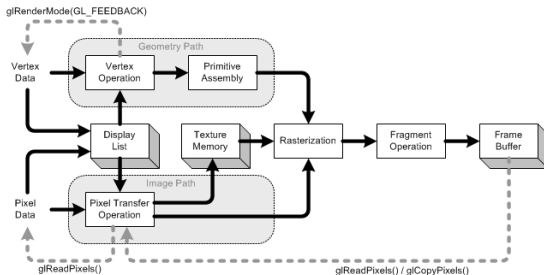 glRenderMode(GL_FEEDBACK)
Geometry Path
Vertex
Data
Vertex
Operation
Primitive
Assembly
Display
List
Texture
Memory
Rasterization
Fragment
Operation
Frame
Buffer
Image Path
Pixel
Data
Pixel Transfer
Operation
glReadPixels()
glReadPixels() / glCopyPixels()